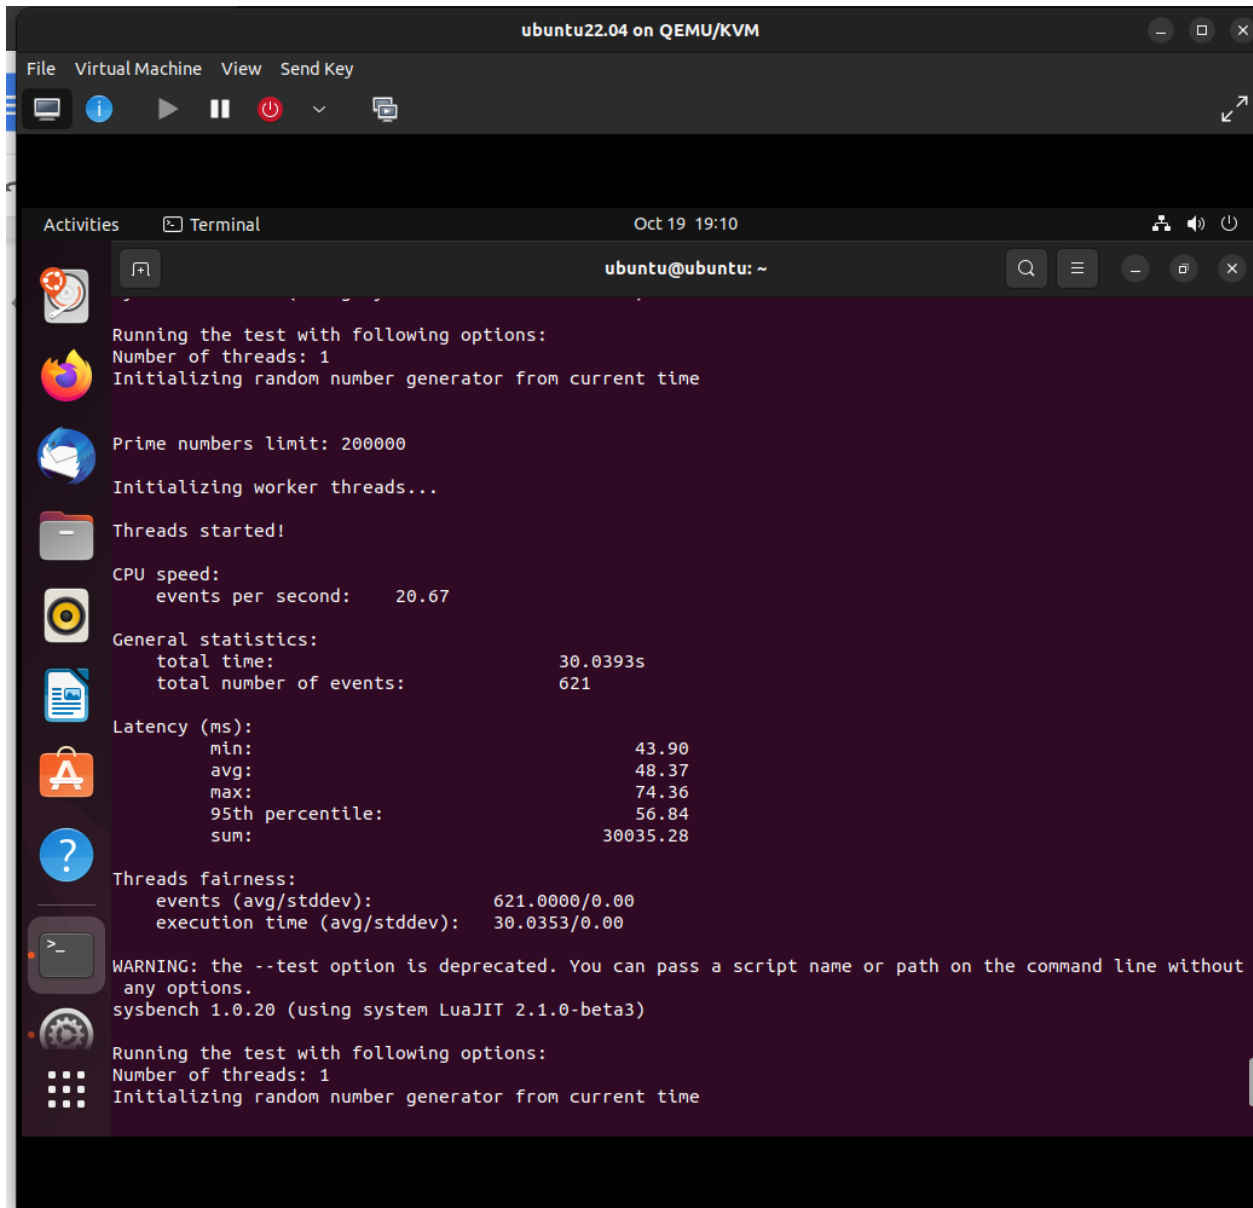 ubuntu22.04 on QEMU/KVM
File Virtual Machine View Send Key
Activities Terminal Oct 19 19:10
ubuntu@ubuntu: ~
Running the test with following options:
Number of threads: 1
Initializing random number generator from current time
Prime numbers limit: 200000
Initializing worker threads...
Threads started!
CPU speed:
events per second: 20.67
General statistics:
total time: 30.0393s
total number of events: 621
Latency (ms):
min: 43.90
avg: 48.37
max: 74.36
95th percentile: 56.84
sum: 30035.28
Threads fairness:
events (avg/stddev): 621.0000/0.00
execution time (avg/stddev): 30.0353/0.00
WARNING: the --test option is deprecated. You can pass a script name or path on the command line without
any options.
sysbench 1.0.20 (using system LuaJIT 2.1.0-beta3)
Running the test with following options:
Number of threads: 1
Initializing random number generator from current time